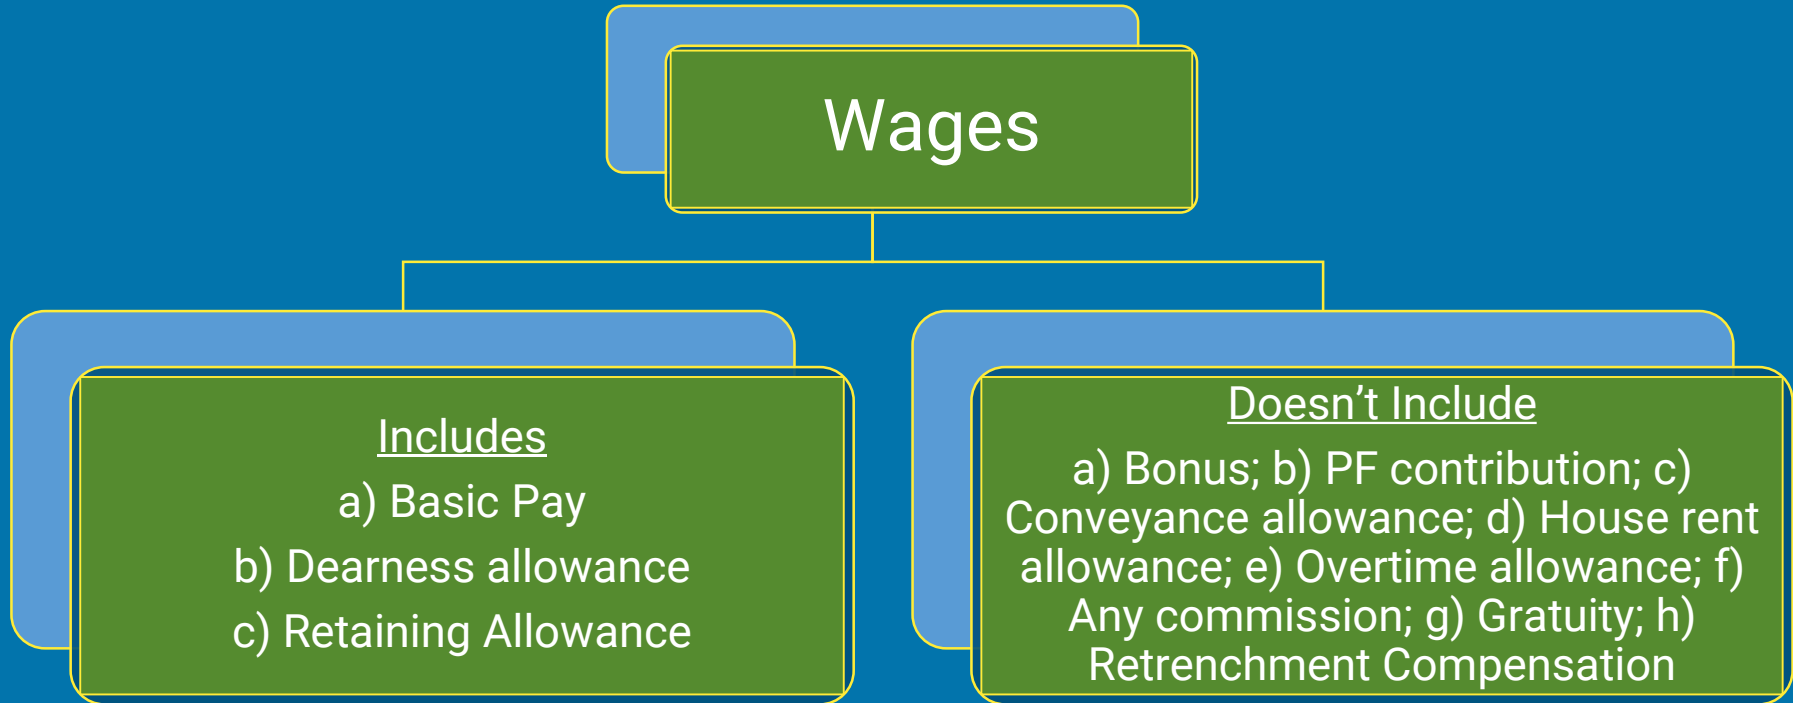 Wages
Includes
a) Basic Pay
b) Dearness allowance
c) Retaining Allowance
Doesn’t Include
a) Bonus; b) PF contribution; c)
Conveyance allowance; d) House rent
allowance; e) Overtime allowance; f)
Any commission; g) Gratuity; h)
Retrenchment Compensation